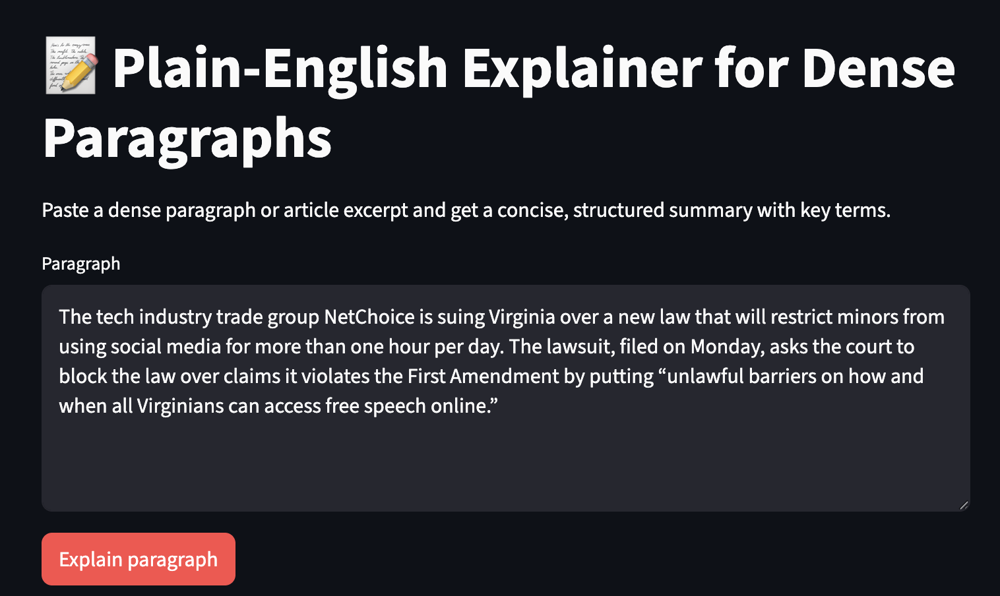 Plain-English Explainer for Dense
Paragraphs
Paste a dense paragraph or article excerpt and get a concise, structured summary with key terms.
Paragraph
The tech industry trade group NetChoice is suing Virginia over a new law that will restrict minors from
using social media for more than one hour per day. The lawsuit, filed on Monday, asks the court to
block the law over claims it violates the First Amendment by putting “unlawful barriers on how and
when all Virginians can access free speech online.”
Explain paragraph